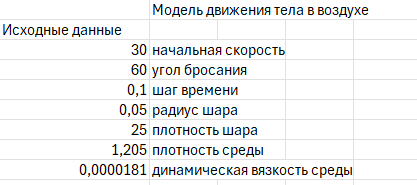 Модель движения тела в воздухе
Исходные данные
30 начальная скорость
60 угол бросания
0,1 шаг времени
0,05 радиус шара
25 плотность шара
1,205 плотность среды
0,0000181 динамическая вязкость среды